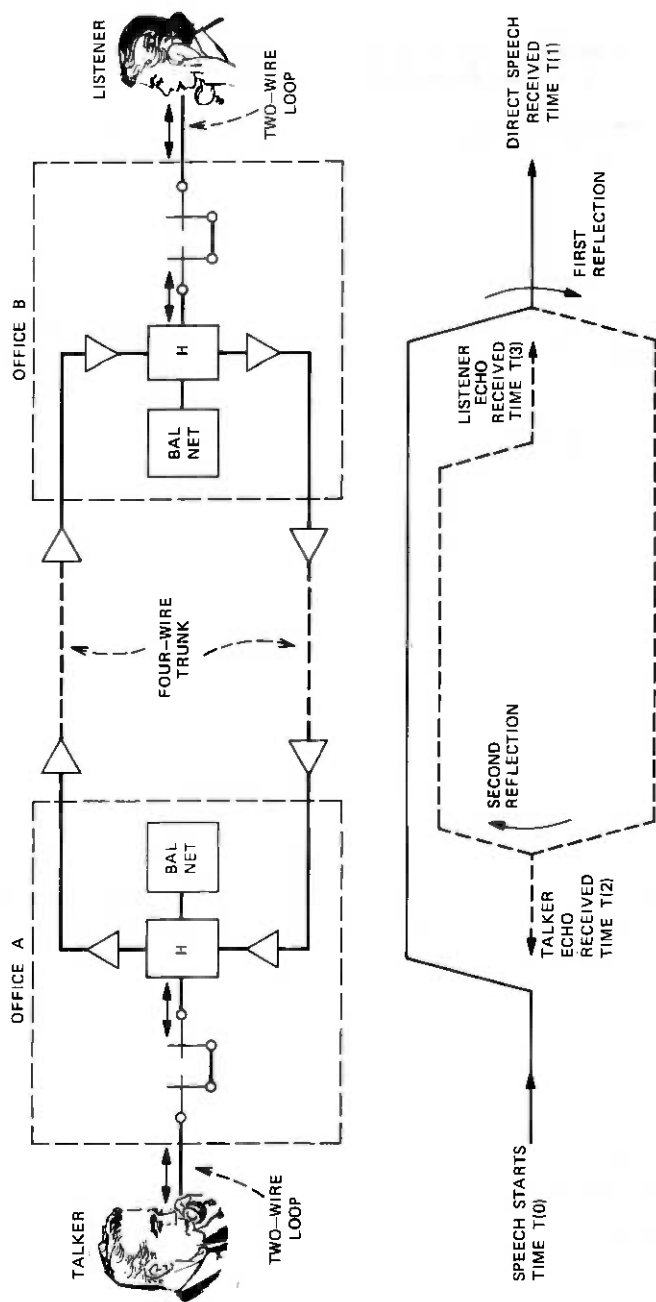 TALKER
TWO-WIRE
LOOP
OFFICE A
H
BAL
NET
FOUR-WIRE
TRUNK
OFFICE B
BAL
NET
H
LISTENER
TWO-WIRE
LOOP
SPEECH STARTS
TIME T(0)
TALKER
ECHO
RECEIVED
TIME T(2)
SECOND
REFLECTION
LISTENER
ECHO
RECEIVED
TIME T(3)
FIRST
REFLECTION
DIRECT SPEECH
RECEIVED
TIME T(1)